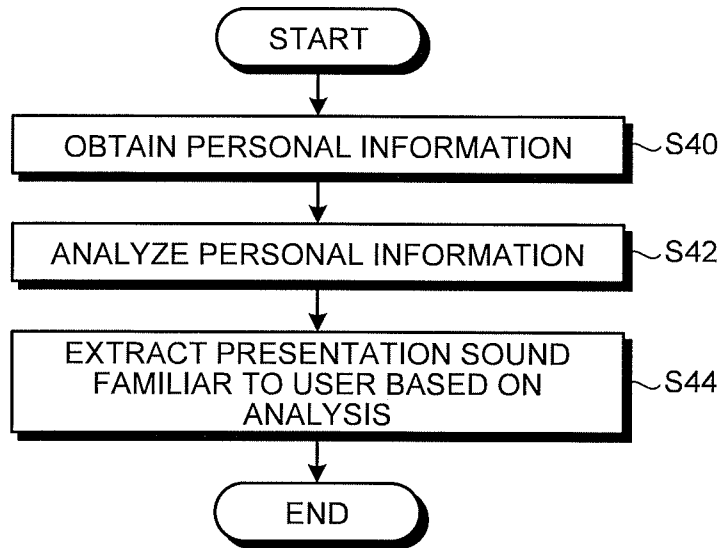 START
OBTAIN PERSONAL INFORMATION
S40
ANALYZE PERSONAL INFORMATION
S42
EXTRACT PRESENTATION SOUND
FAMILIAR TO USER BASED ON
ANALYSIS
S44
END